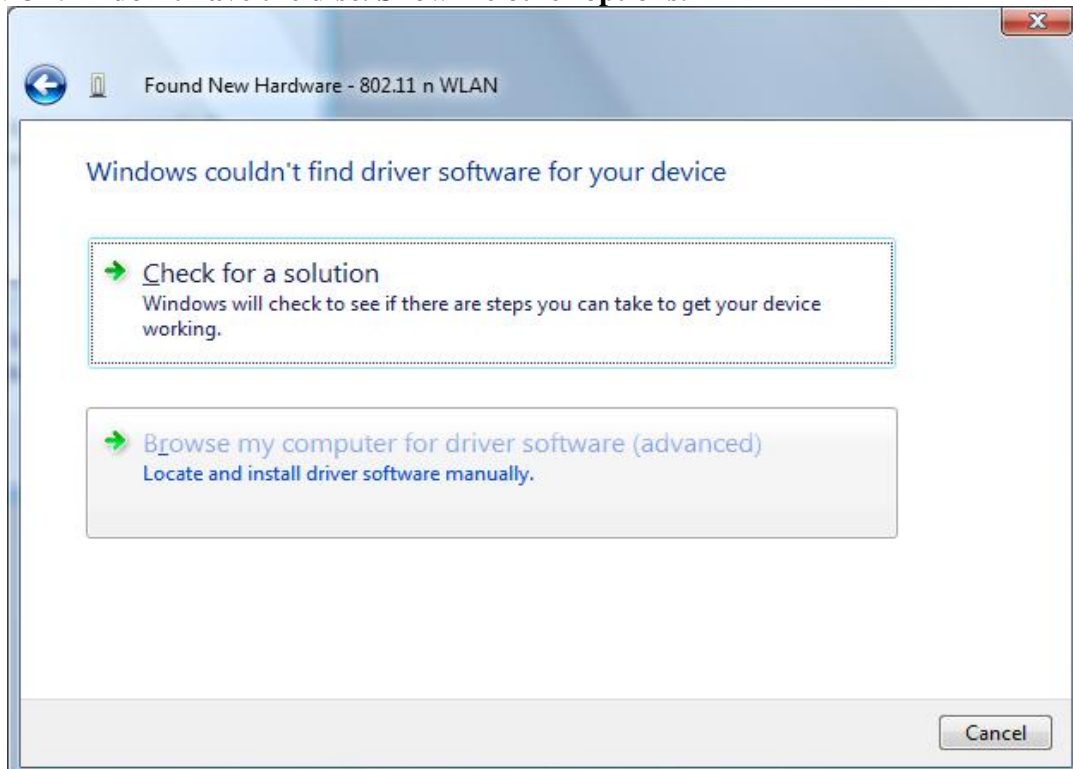 Found New Hardware - 802.11 n WLAN
Windows couldn't find driver software for your device
Check for a solution
Windows will check to see if there are steps you can take to get your device
working.
Browse my computer for driver software (advanced)
Locate and install driver software manually.
Cancel